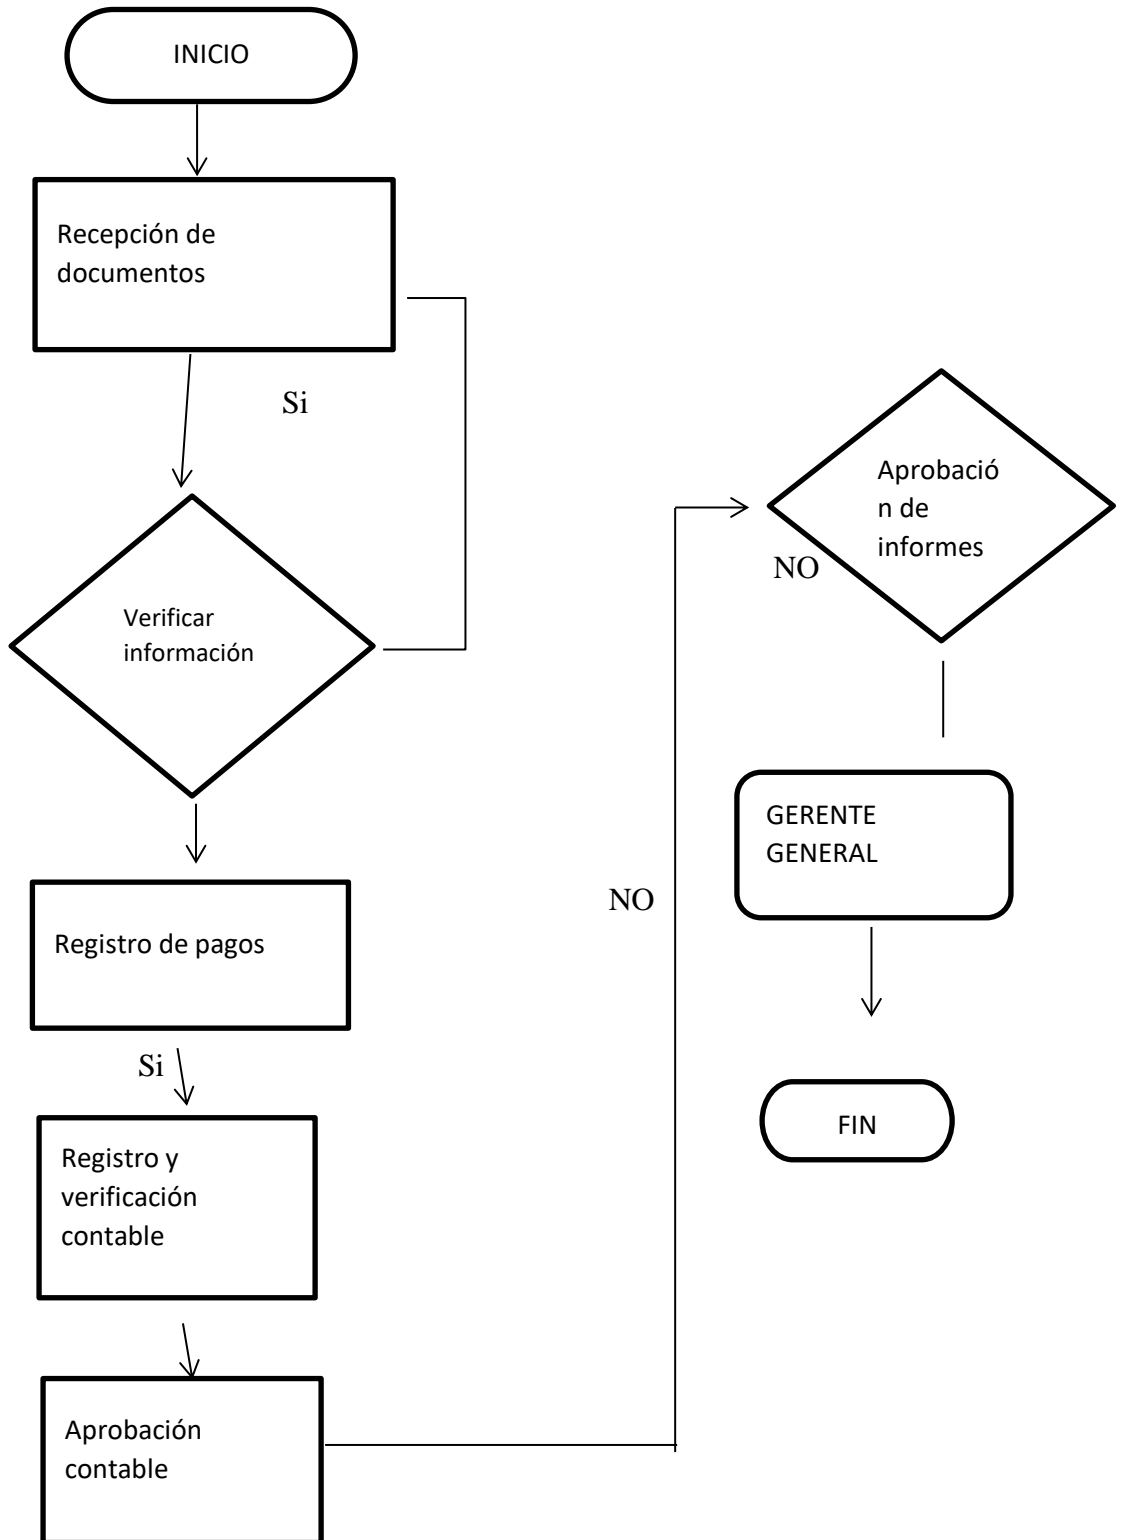 INICIO
Recepción de
documentos
Si
Verificar
información
Registro de pagos
Si
Registro y
verificación
contable
Aprobación
contable
NO
Aprobació
n de
informes
NO
GERENTE
GENERAL
FIN